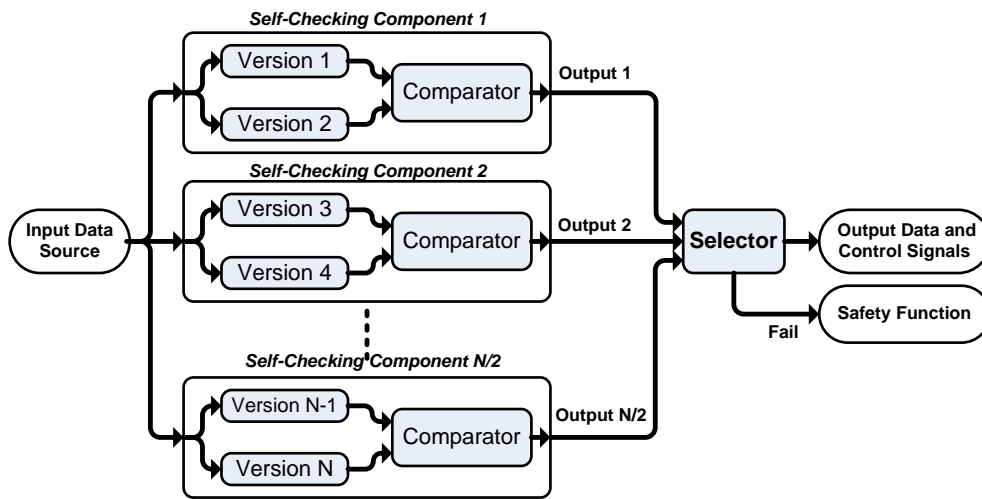 Self-Checking Component 1
Version 1
Version 2
Comparator
Output 1
Self-Checking Component 2
Version 3
Version 4
Comparator
Output 2
Input Data
Source
Selector
Output Data and
Control Signals
Fail
Safety Function
Self-Checking Component N/2
Version N-1
Version N
Comparator
Output N/2